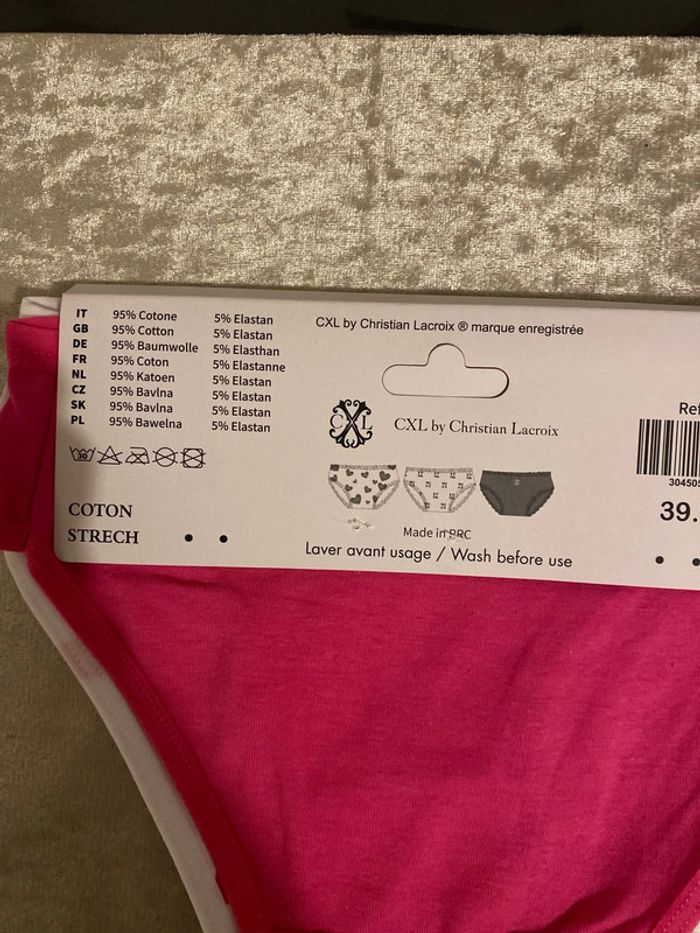 IT 95% Cotone 5% Elastan
GB 95% Cotton 5% Elastan
DE 95% Baumwolle 5% Elasthan
FR 95% Coton 5% Elastanne
NL 95% Katoen 5% Elastan
CZ 95% Bavlna 5% Elastan
SK 95% Bavlna 5% Elastan
PL 95% Bawelna 5% Elastan
30
COTON
STRECH
CXL by Christian Lacroix ® marque enregistrée
CXL
CXL by Christian Lacroix
Made in PRC
Laver avant usage / Wash before use
Ref
304505
39.